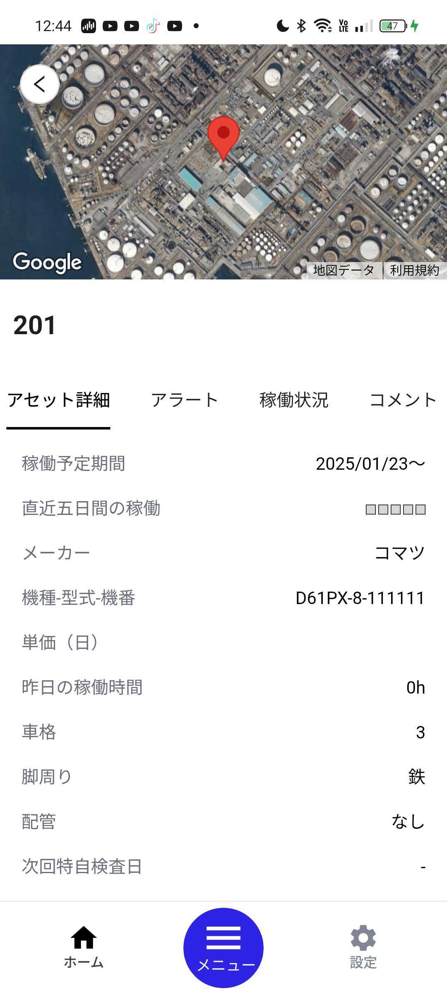 12:44
Vo LTE
47
Google
地図データ 利用規約
201
アセット詳細 アラート 稼働状況 コメント
稼働予定期間 2025/01/23～
直近五日間の稼働 □□□□□
メーカー コマツ
機種-型式-機番 D61PX-8-111111
単価（日）
昨日の稼働時間 0h
車格 3
脚周り 鉄
配管 なし
次回特自検査日 -
ホーム メニュー 設定